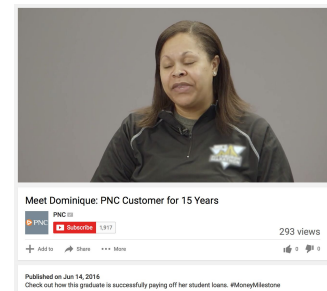 Meet Dominique: PNC Customer for 15 Years
PNC
PNC
Subscribe 1,917
293 views
Add to Share More
0 0
Published on Jun 14, 2016
Check out how this graduate is successfully paying off her student loans. #MoneyMilestone